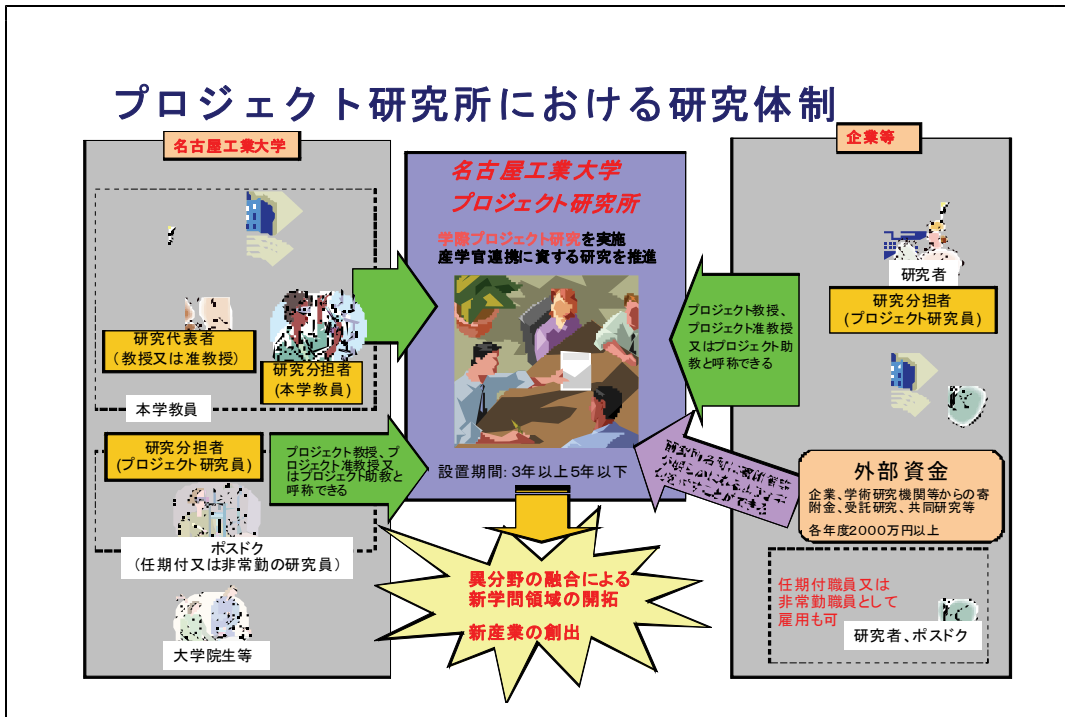 プロジェクト研究所における研究体制
名古屋工業大学
研究代表者
(教授又は准教授)
研究分担者
(本学教員)
本学教員
研究分担者
(プロジェクト研究員)
プロジェクト教授、プ
ロジェクト准教授又
はプロジェクト助教と
呼称できる
ポスドク
(任期付又は非常勤の研究員)
大学院生等
名古屋工業大学
プロジェクト研究所
学際プロジェクト研究を実施
産学官連携に資する研究を推進
設置期間: 3年以上5年以下
異分野の融合による
新学問領域の開拓
新産業の創出
企業等
研究者
研究分担者
(プロジェクト研究員)
プロジェクト教授、
プロジェクト准教授
又はプロジェクト助
教と呼称できる
外部資金
企業、学術研究機関等からの寄
附金、受託研究、共同研究等
各年度2000万円以上
任期付職員又は
非常勤職員として
雇用も可
研究者、ポスドク